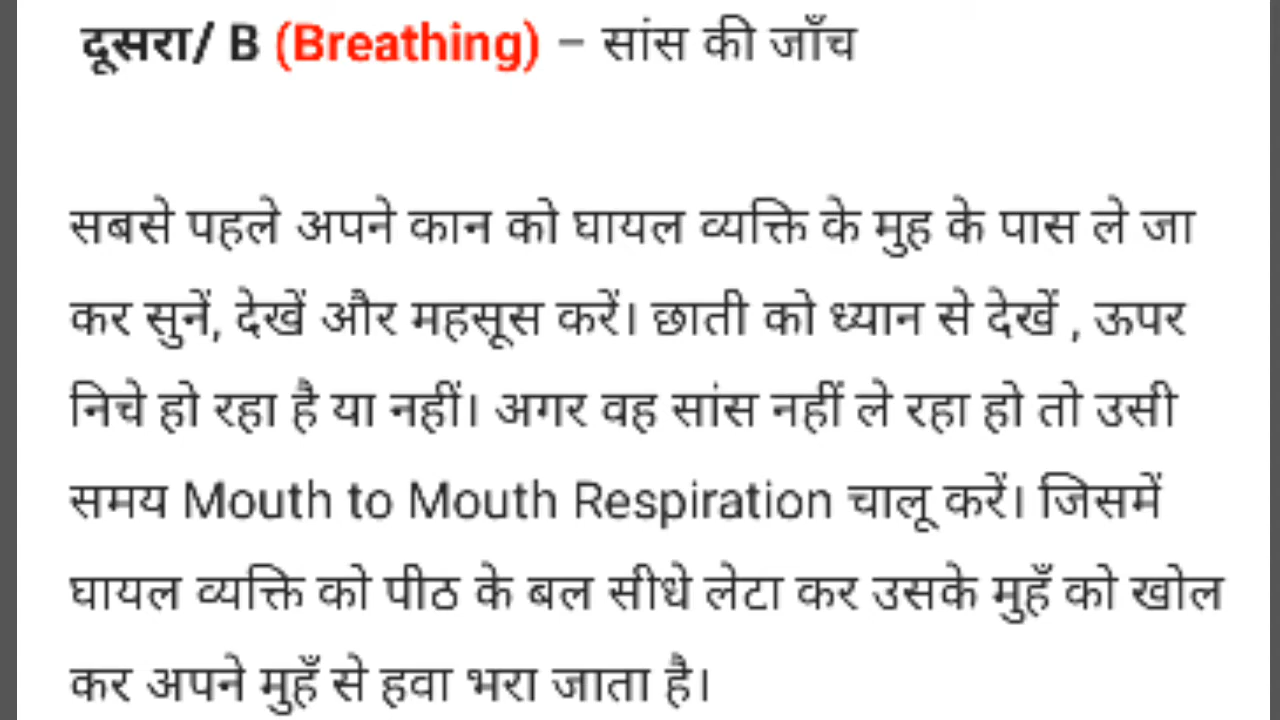 दूसरा/ B (Breathing) – सांस की जाँच
सबसे पहले अपने कान को घायल व्यक्ति के मुह के पास ले जा
कर सुनें, देखें और महसूस करें। छाती को ध्यान से देखें , ऊपर
निचे हो रहा है या नहीं। अगर वह सांस नहीं ले रहा हो तो उसी
समय Mouth to Mouth Respiration चालू करें। जिसमें
घायल व्यक्ति को पीठ के बल सीधे लेटा कर उसके मुहँ को खोल
कर अपने मुहँ से हवा भरा जाता है।